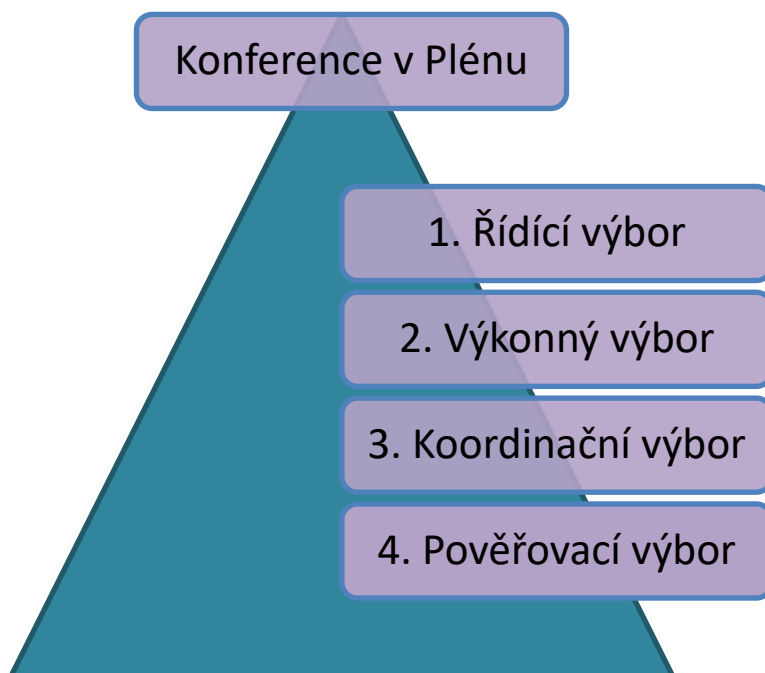 Konference v Plénu
1. Řídící výbor
2. Výkonný výbor
3. Koordinační výbor
4. Pověřovací výbor